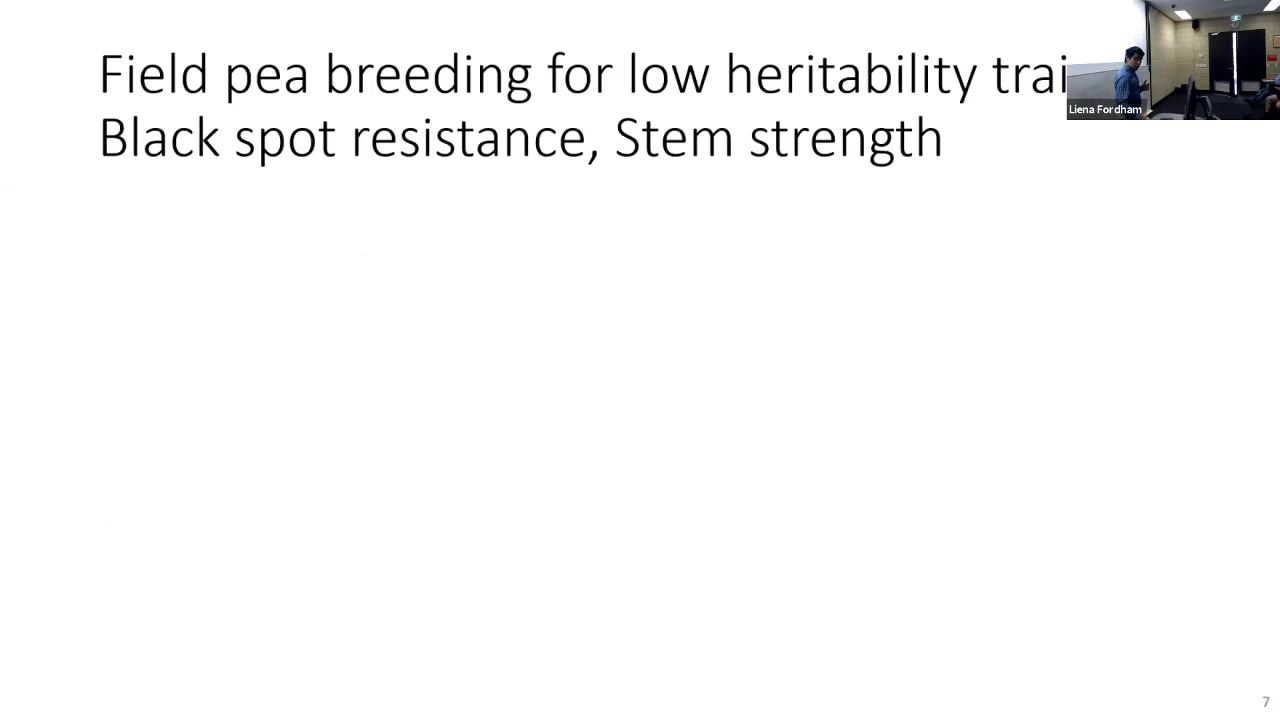 Field pea breeding for low heritability trai
Black spot resistance, Stem strength
Liena Fordham
7